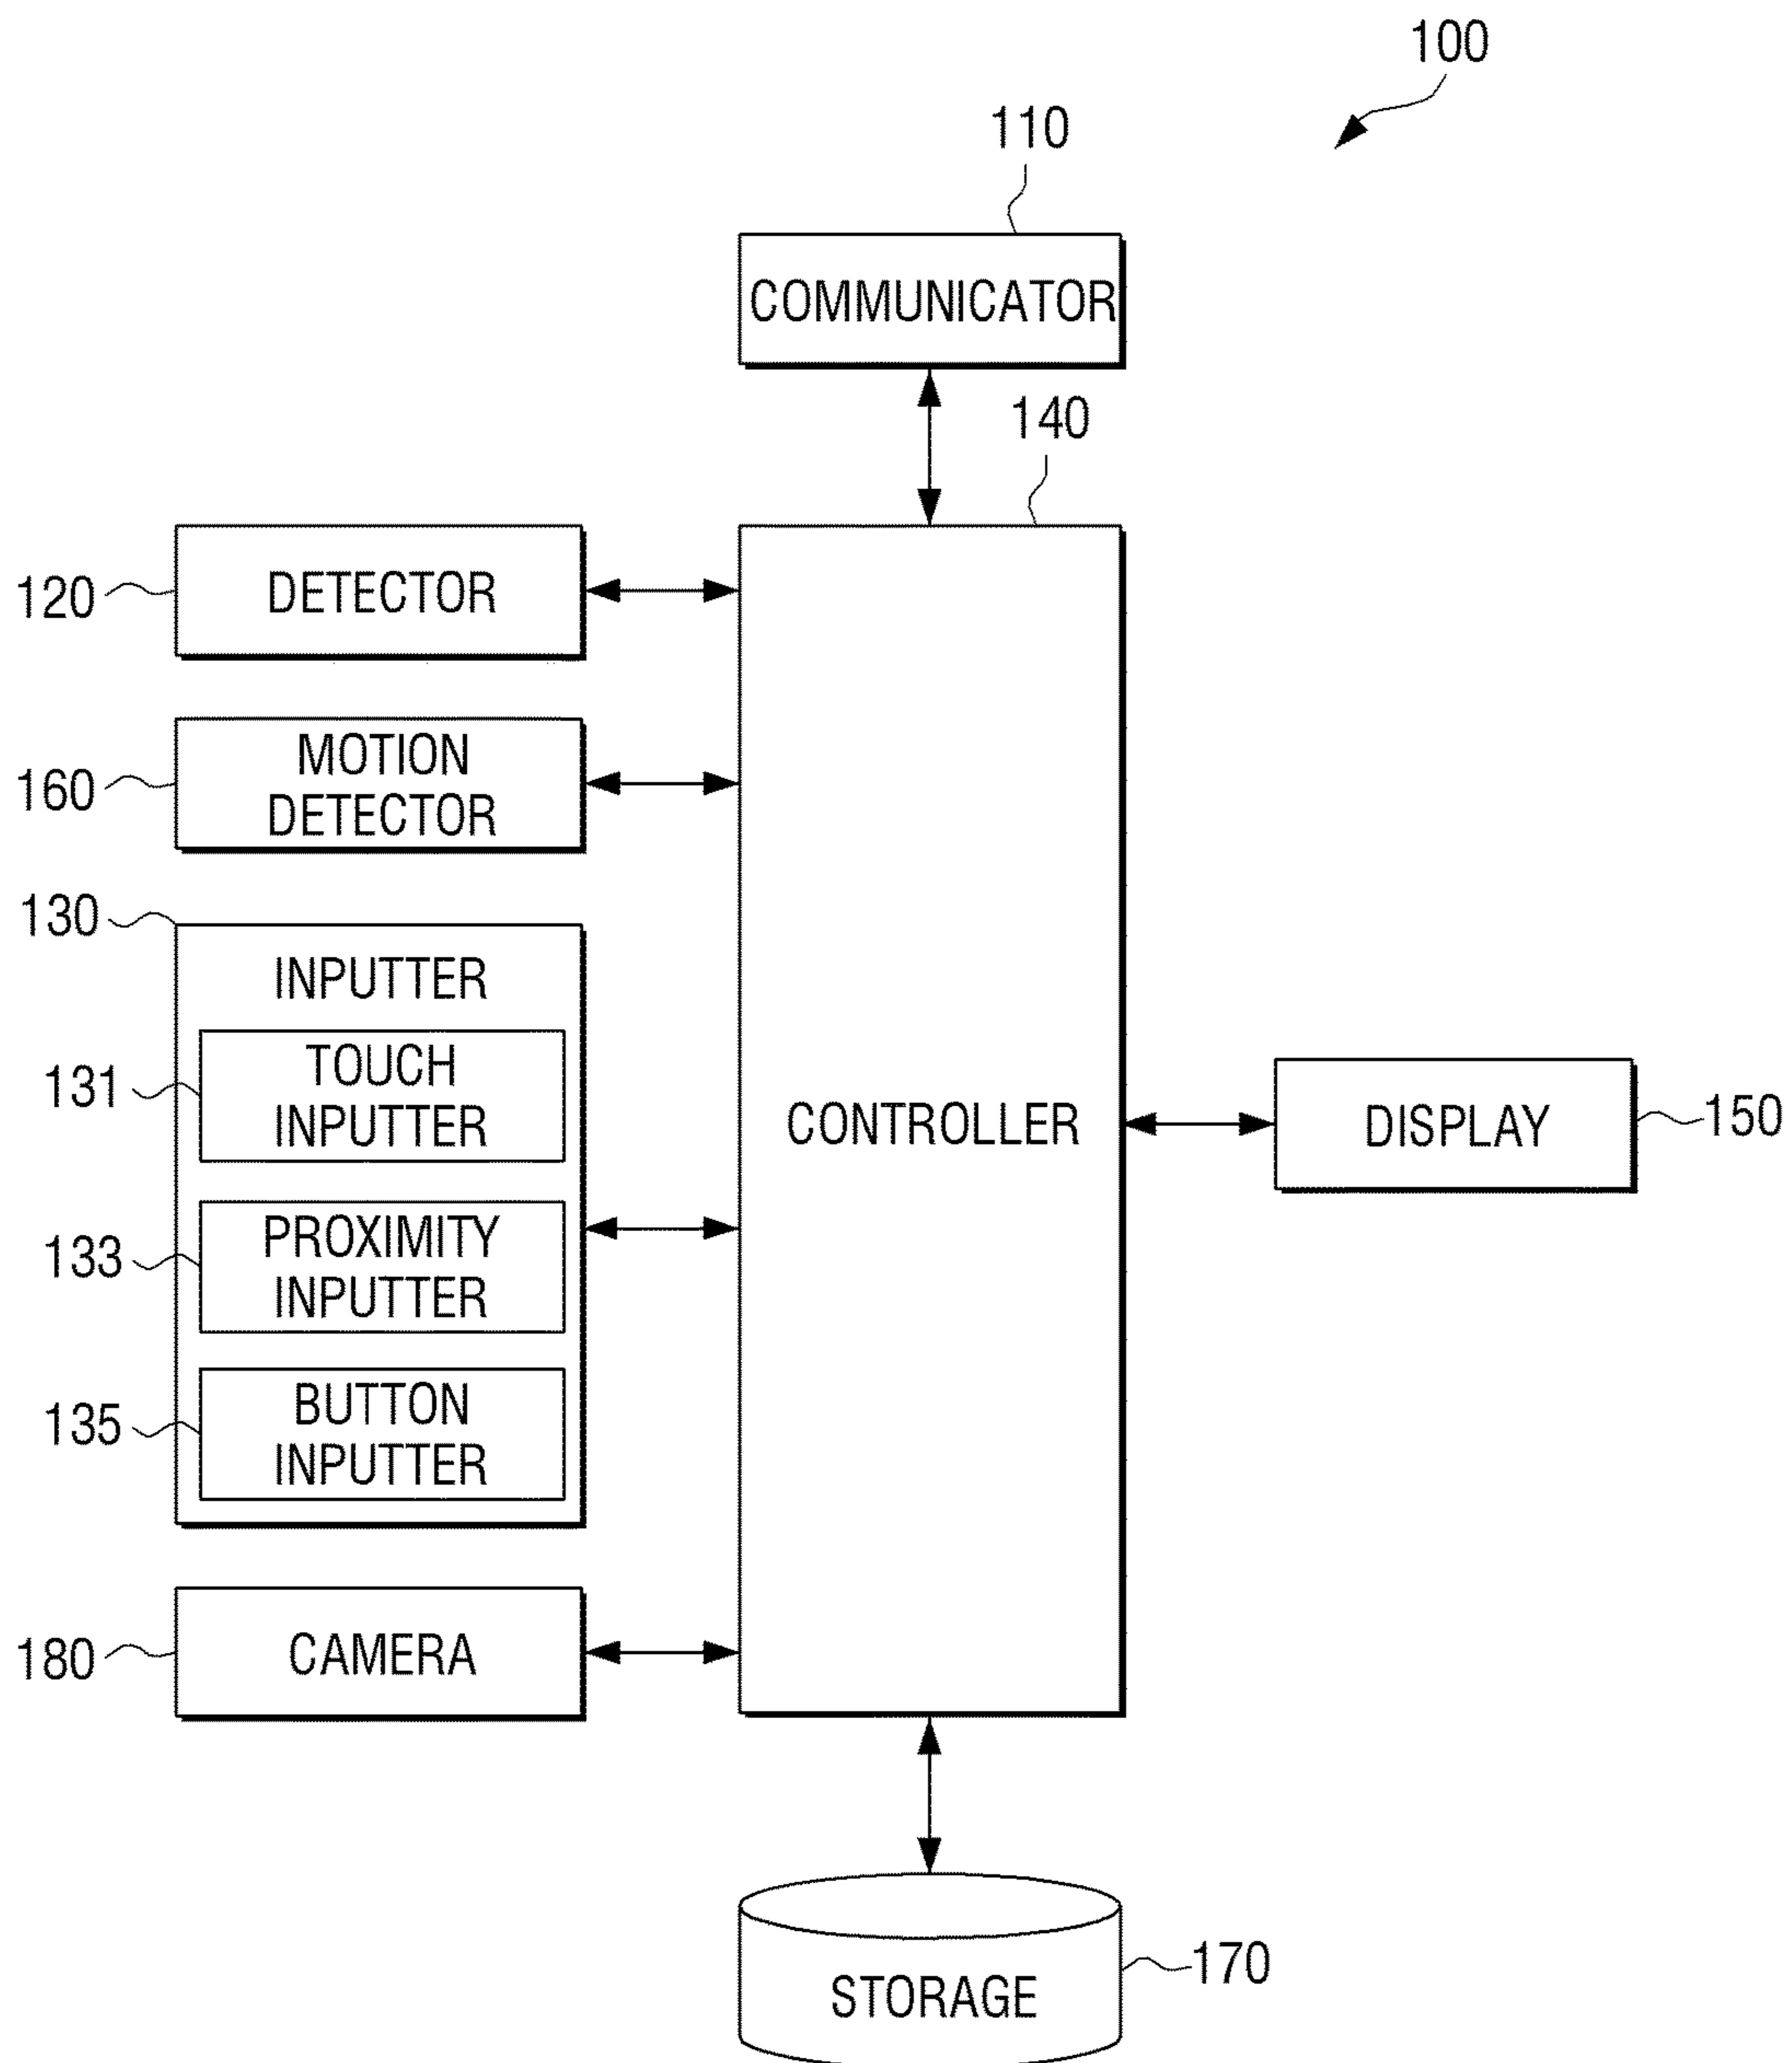 100
110
COMMUNICATOR
140
120
DETECTOR
160
MOTION
DETECTOR
130
INPUTTER
131
TOUCH
INPUTTER
133
PROXIMITY
INPUTTER
135
BUTTON
INPUTTER
180
CAMERA
CONTROLLER
DISPLAY
150
STORAGE
170